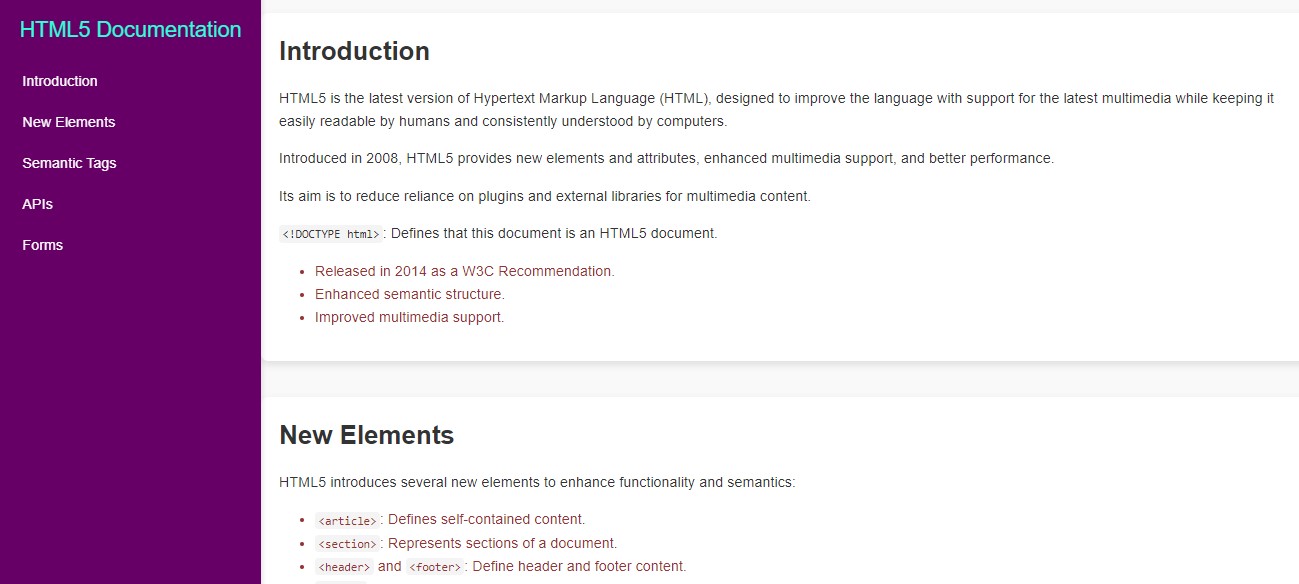 HTML5 Documentation
Introduction
New Elements
Semantic Tags
APIs
Forms
Introduction
HTML5 is the latest version of Hypertext Markup Language (HTML), designed to improve the language with support for the latest multimedia while keeping it
easily readable by humans and consistently understood by computers.
Introduced in 2008, HTML5 provides new elements and attributes, enhanced multimedia support, and better performance.
Its aim is to reduce reliance on plugins and external libraries for multimedia content.
<!DOCTYPE html>: Defines that this document is an HTML5 document.
• Released in 2014 as a W3C Recommendation.
• Enhanced semantic structure.
• Improved multimedia support.
New Elements
HTML5 introduces several new elements to enhance functionality and semantics:
• <article>: Defines self-contained content.
• <section>: Represents sections of a document.
• <header> and <footer>: Define header and footer content.